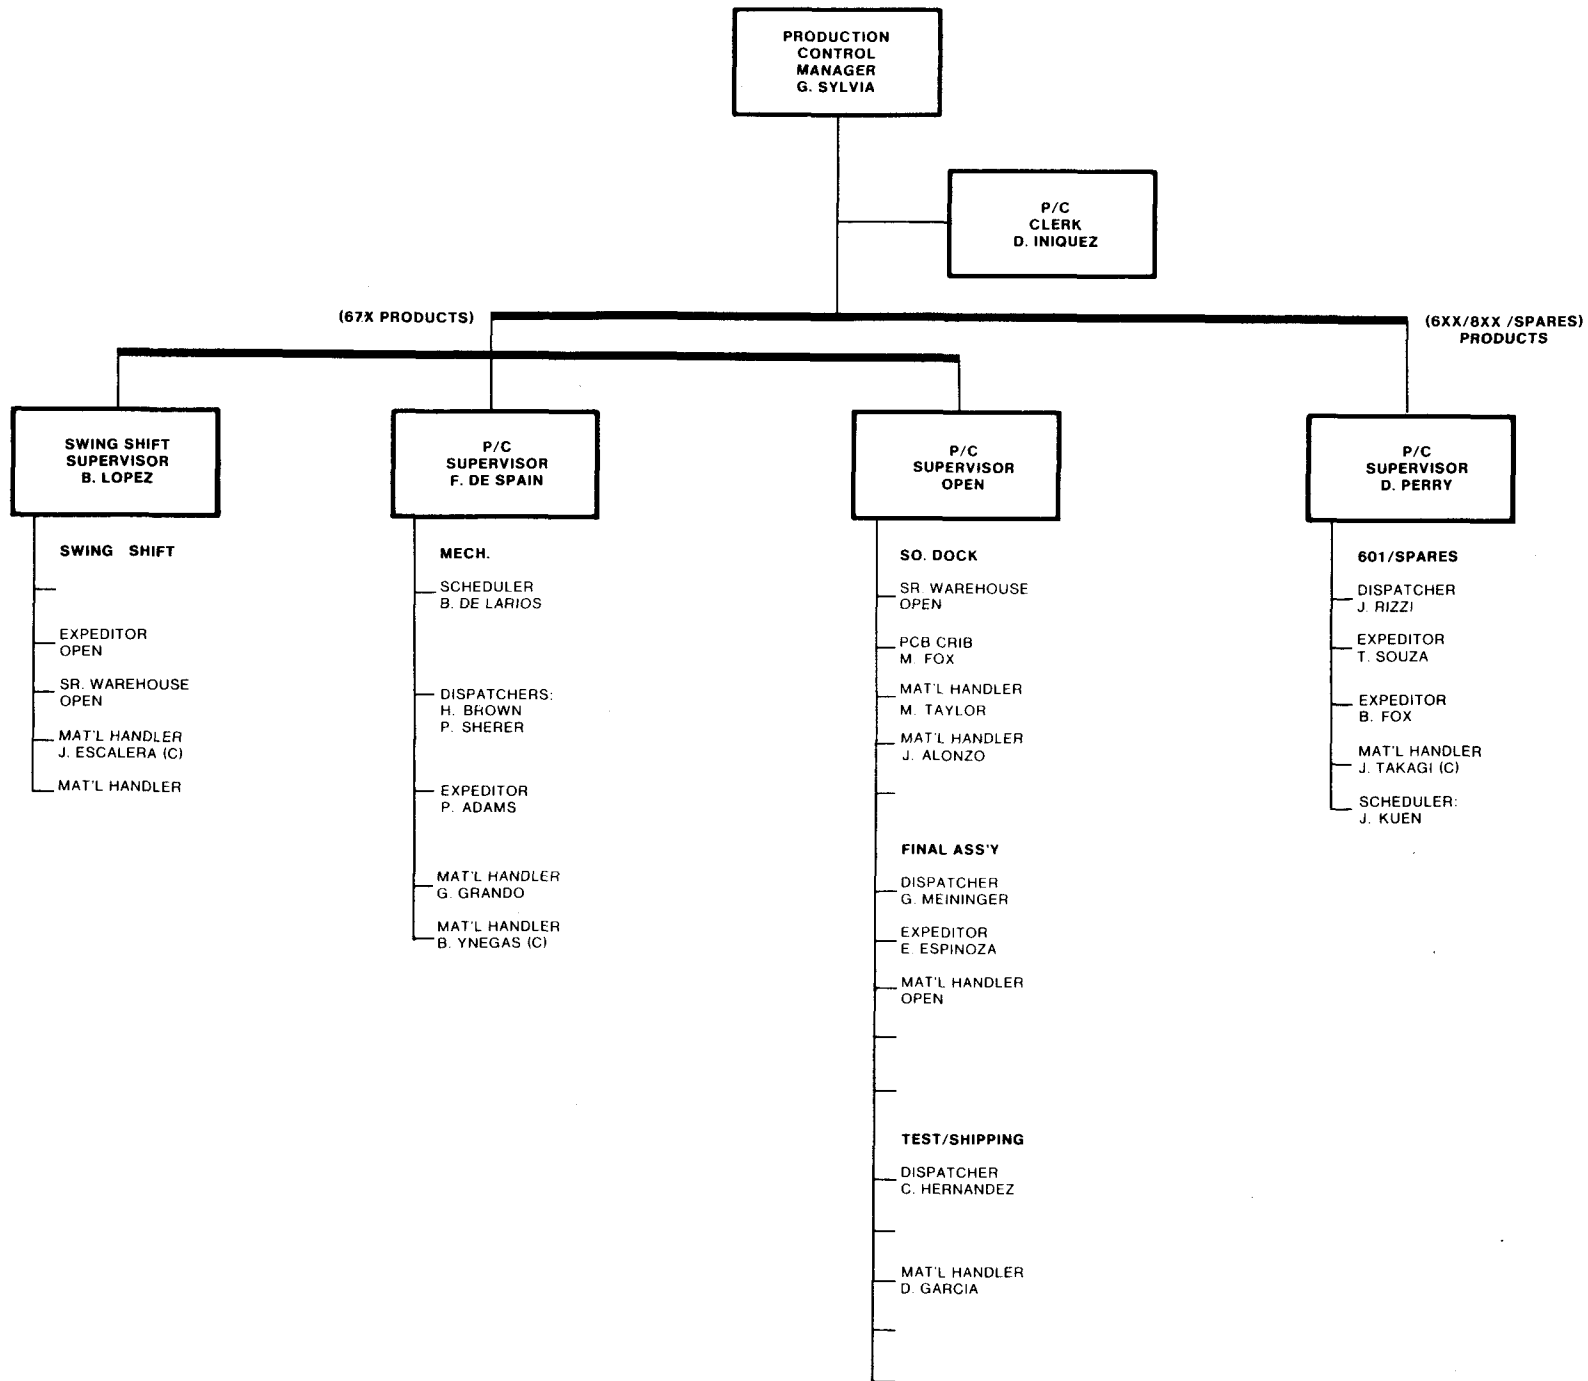 PRODUCTION
CONTROL
MANAGER
G. SYLVIA
P/C
CLERK
D. INIQUEZ
(67X PRODUCTS)
(6XX/8XX /SPARES)
PRODUCTS
SWING SHIFT
SUPERVISOR
B. LOPEZ
P/C
SUPERVISOR
F. DE SPAIN
P/C
SUPERVISOR
OPEN
P/C
SUPERVISOR
D. PERRY
SWING SHIFT
EXPEDITOR
OPEN
SR. WAREHOUSE
OPEN
MAT'L HANDLER
J. ESCALERA (C)
MAT'L HANDLER
MECH.
SCHEDULER
B. DE LARIOS
DISPATCHERS:
H. BROWN
P. SHERER
EXPEDITOR
P. ADAMS
MAT'L HANDLER
G. GRANDO
MAT'L HANDLER
B. YNEGAS (C)
SO. DOCK
SR. WAREHOUSE
OPEN
PCB CRIB
M. FOX
MAT'L HANDLER
M. TAYLOR
MAT'L HANDLER
J. ALONZO
FINAL ASS'Y
DISPATCHER
G. MEININGER
EXPEDITOR
E. ESPINOZA
MAT'L HANDLER
OPEN
TEST/SHIPPING
DISPATCHER
C. HERNANDEZ
MAT'L HANDLER
D. GARCIA
601/SPARES
DISPATCHER
J. RIZZI
EXPEDITOR
T. SOUZA
EXPEDITOR
B. FOX
MAT'L HANDLER
J. TAKAGI (C)
SCHEDULER:
J. KUEN